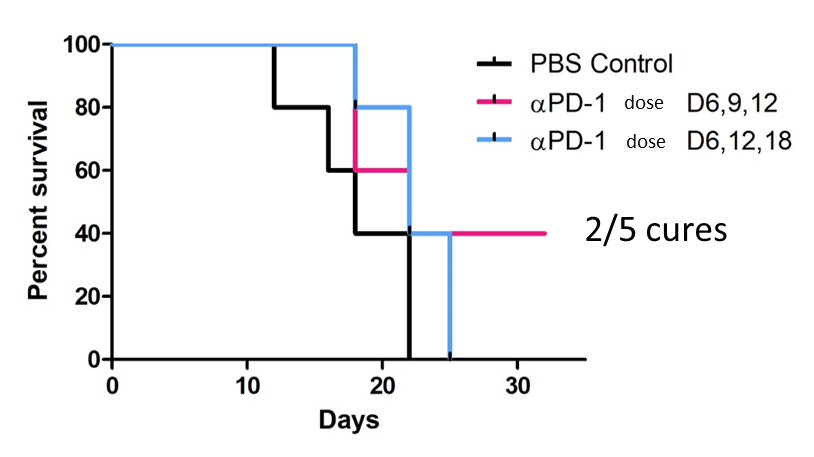 100
80
60
40
20
0
0 10 20 30
Percent survival
Days
PBS Control
αPD-1 dose D6,9,12
αPD-1 dose D6,12,18
2/5 cures